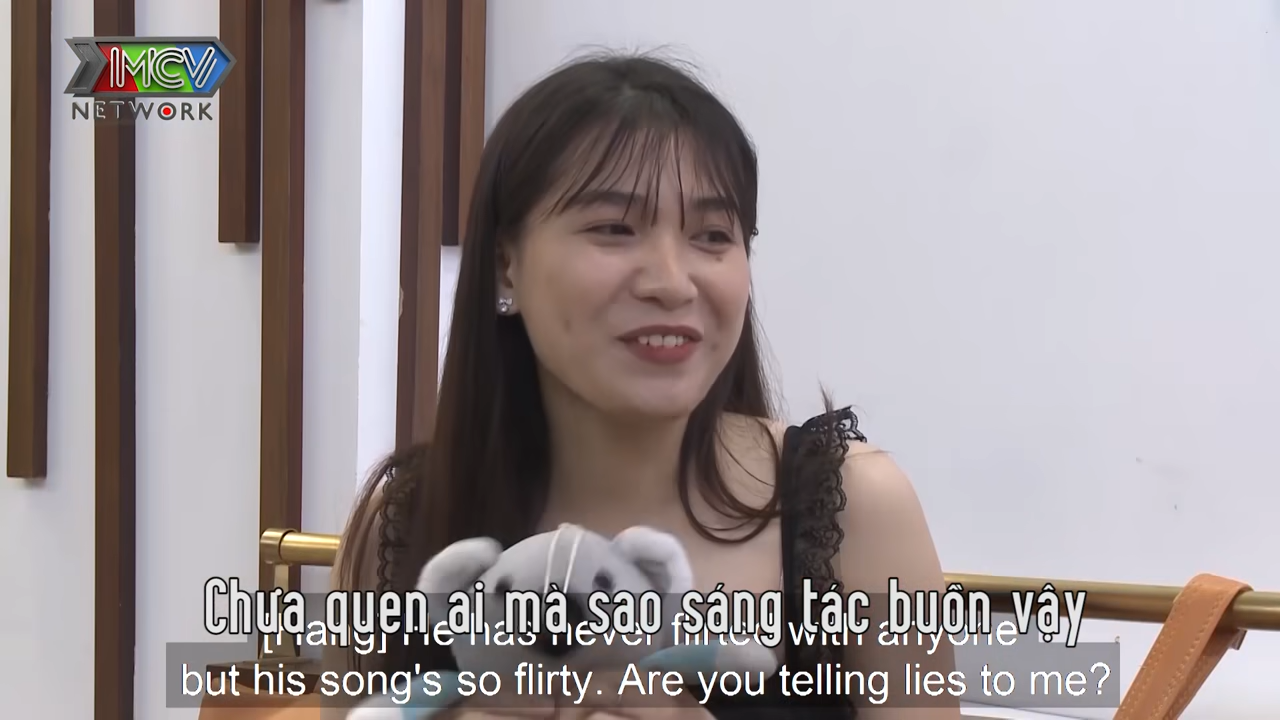 MCV
NETWORK
Chưa quen ai mà sao sáng tác buồn vậy
[Hang] He has never flirted with anyone
but his song's so flirty. Are you telling lies to me?